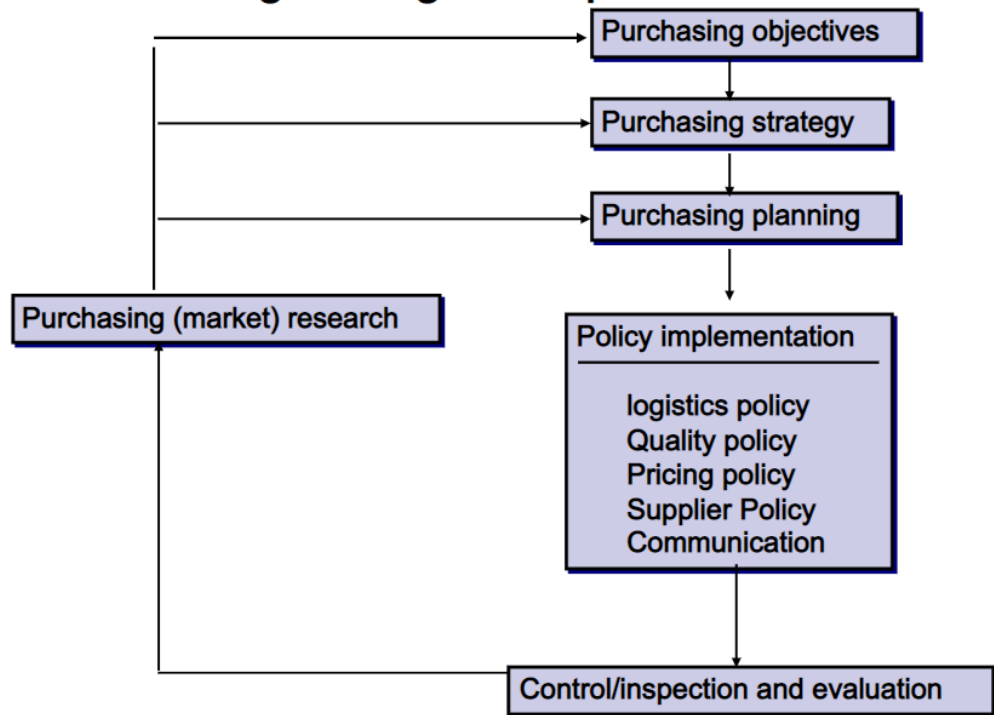 Purchasing objectives
Purchasing strategy
Purchasing planning
Purchasing (market) research
Policy implementation
logistics policy
Quality policy
Pricing policy
Supplier Policy
Communication
Control/inspection and evaluation